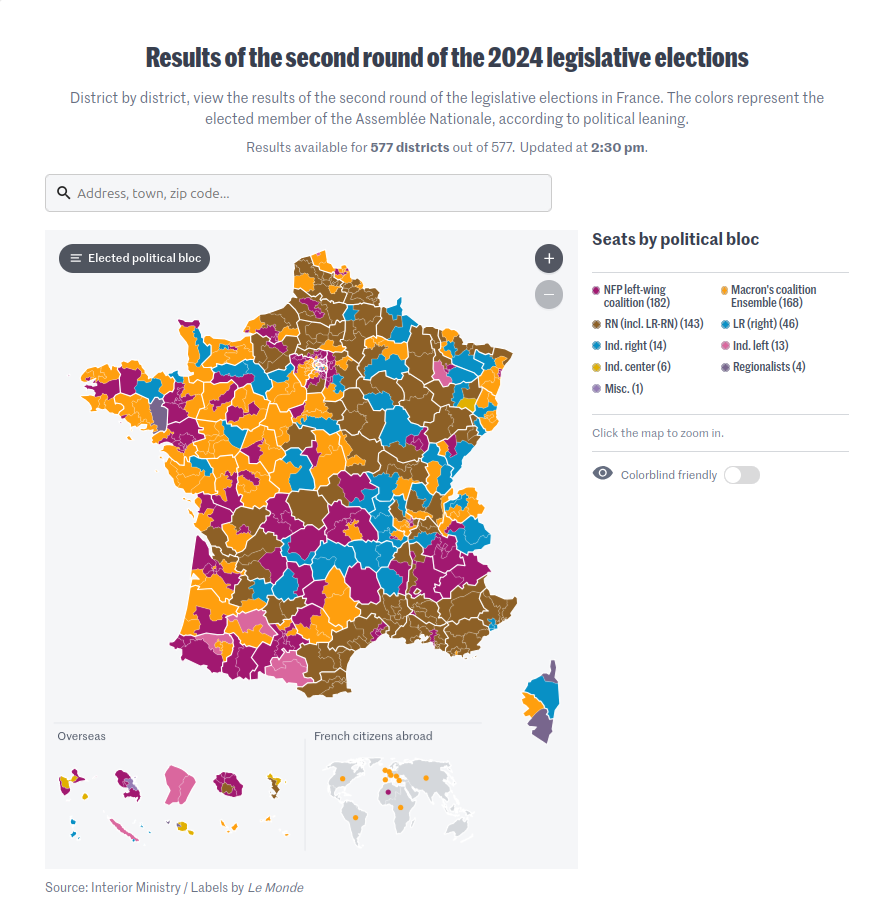 Results of the second round of the 2024 legislative elections
District by district, view the results of the second round of the legislative elections in France. The colors represent the
elected member of the Assemblée Nationale, according to political leaning.
Results available for 577 districts out of 577. Updated at 2:30 pm.
Address, town, zip code...
Elected political bloc
+
−
Seats by political bloc
NFP left-wing
coalition (182)
Macron's coalition
Ensemble (168)
RN (incl. LR-RN) (143)
LR (right) (46)
Ind. right (14)
Ind. left (13)
Ind. center (6)
Regionalists (4)
Misc. (1)
Click the map to zoom in.
Colorblind friendly
Overseas
French citizens abroad
Source: Interior Ministry / Labels by Le Monde